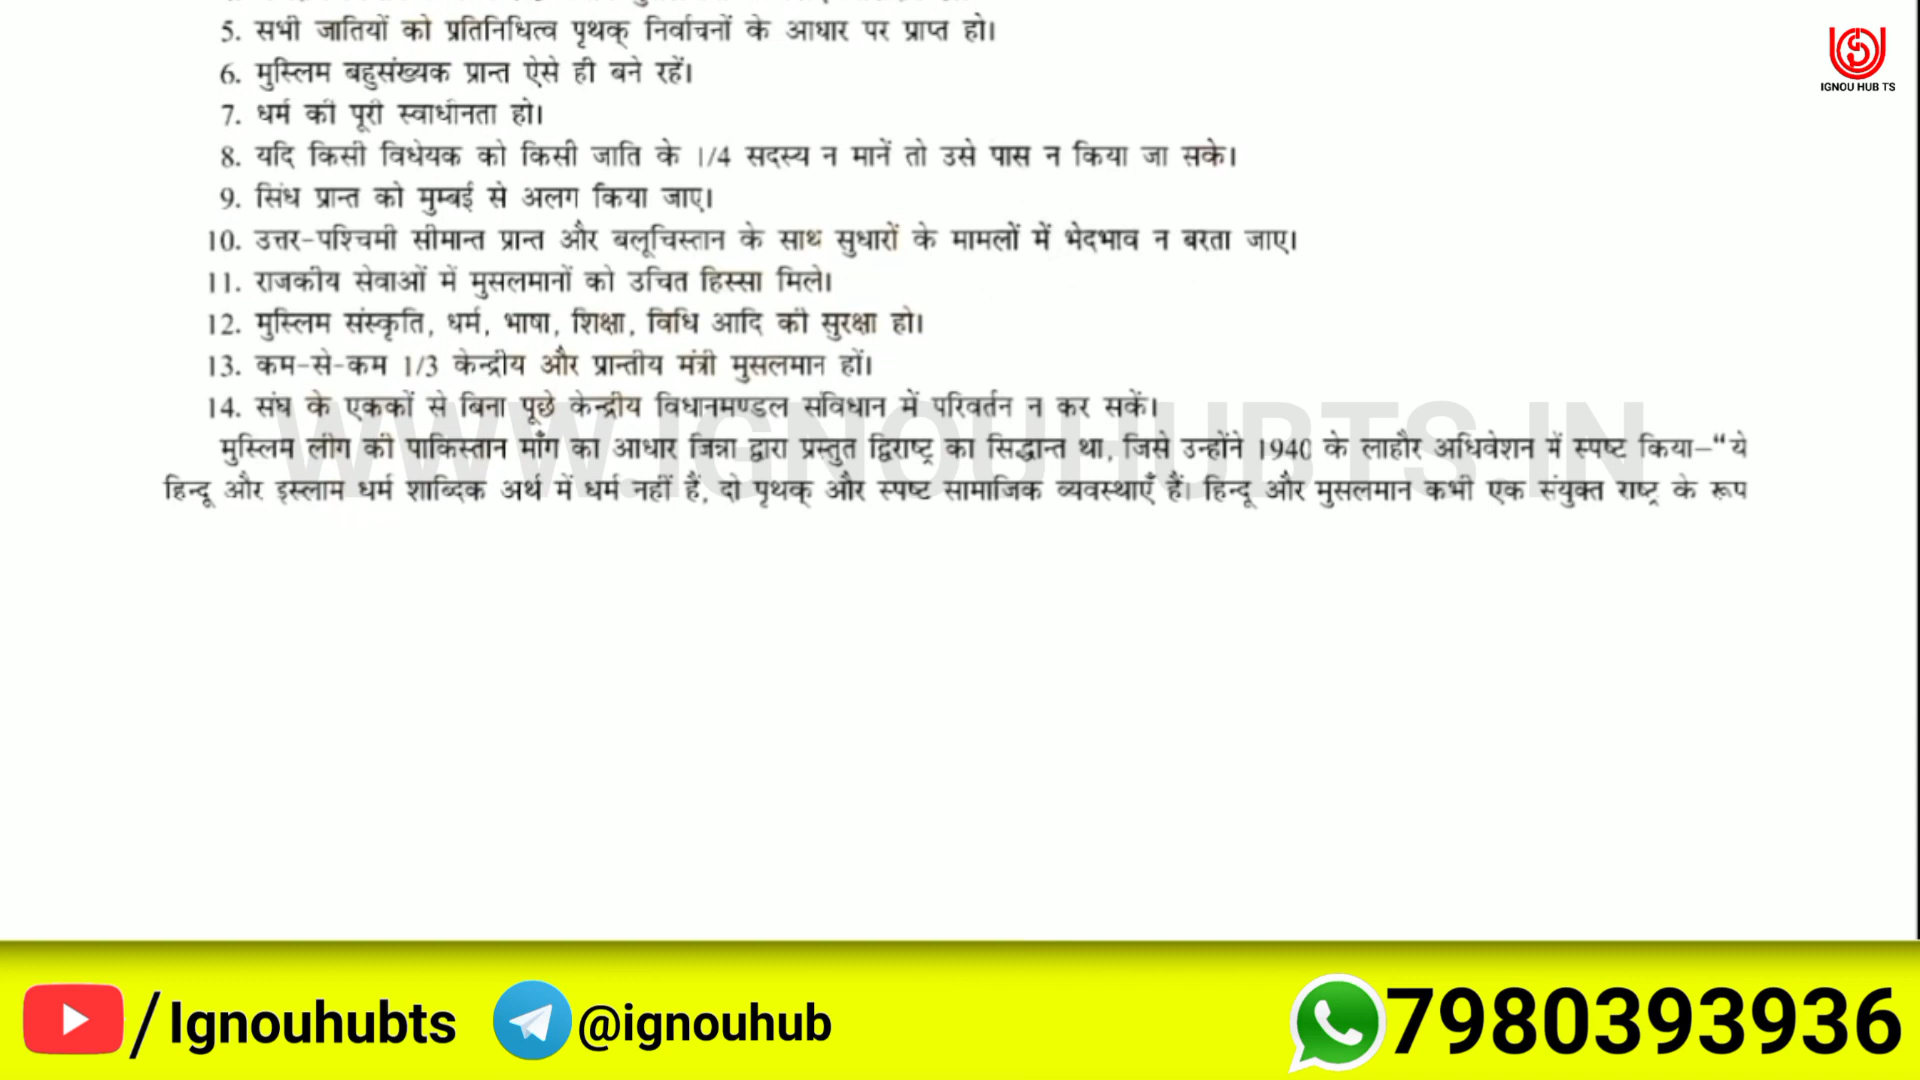 5. सभी जातियों को प्रतिनिधित्व पृथक् निर्वाचनों के आधार पर प्राप्त हो।
IGNOU HUB TS
6. मुस्लिम बहुसंख्यक प्रान्त ऐसे ही बने रहें।
7. धर्म की पूरी स्वाधीनता हो।
8. यदि किसी विधेयक को किसी जाति के 1/4 सदस्य न मानें तो उसे पास न किया जा सके।
9. सिंध प्रान्त को मुम्बई से अलग किया जाए।
10. उत्तर-पश्चिमी सीमान्त प्रान्त और बलूचिस्तान के साथ सुधारों के मामलों में भेदभाव न बरता जाए।
11. राजकीय सेवाओं में मुसलमानों को उचित हिस्सा मिले।
12. मुस्लिम संस्कृति, धर्म, भाषा, शिक्षा, विधि आदि की सुरक्षा हो।
13. कम-से-कम 1/3 केन्द्रीय और प्रान्तीय मंत्री मुसलमान हों।
14. संघ के एककों से बिना पूछे केन्द्रीय विधानमण्डल संविधान में परिवर्तन न कर सकें।
मुस्लिम लीग की पाकिस्तान माँग का आधार जिन्ना द्वारा प्रस्तुत द्विराष्ट्र का सिद्धान्त था, जिसे उन्होंने 1940 के लाहौर अधिवेशन में स्पष्ट किया–"ये
हिन्दू और इस्लाम धर्म शाब्दिक अर्थ में धर्म नहीं हैं, दो पृथक् और स्पष्ट सामाजिक व्यवस्थाएँ हैं। हिन्दू और मुसलमान कभी एक संयुक्त राष्ट्र के रूप
WWW.IGNOUHUBTS.IN
/Ignouhubts
@ignouhub
7980393936